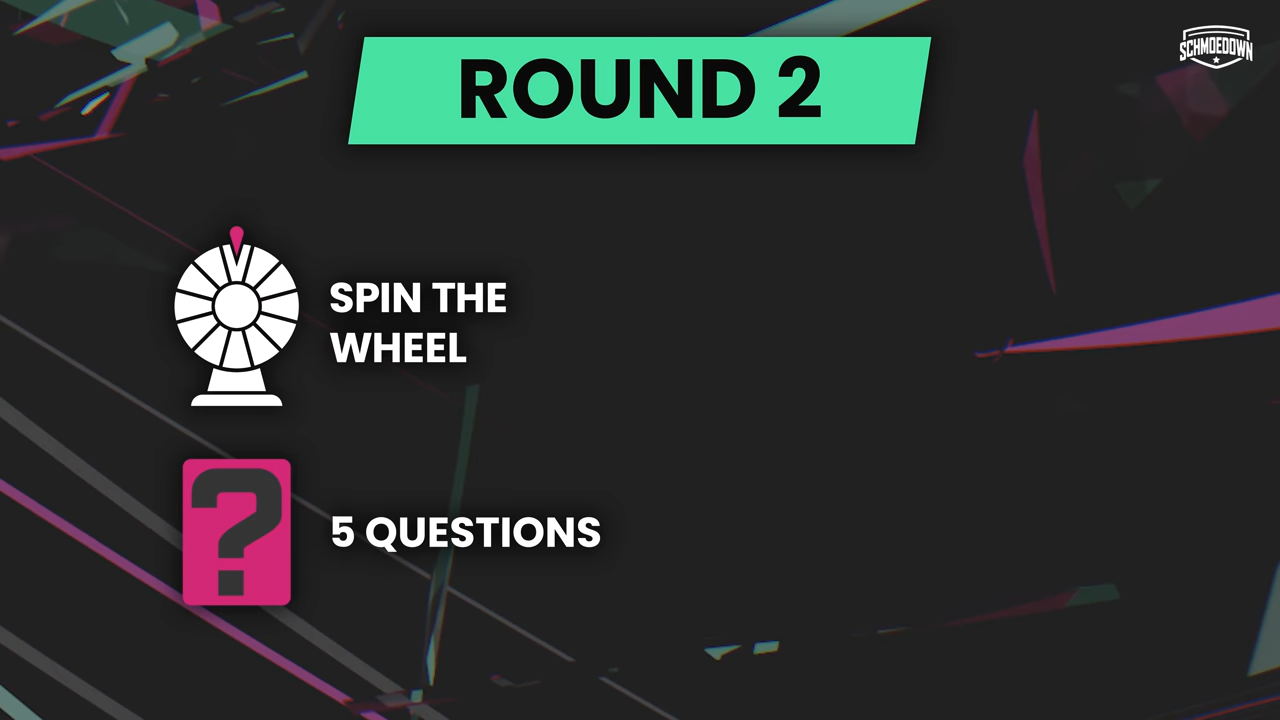 ROUND 2
SCHMOEDOWN
SPIN THE
WHEEL
?
5 QUESTIONS